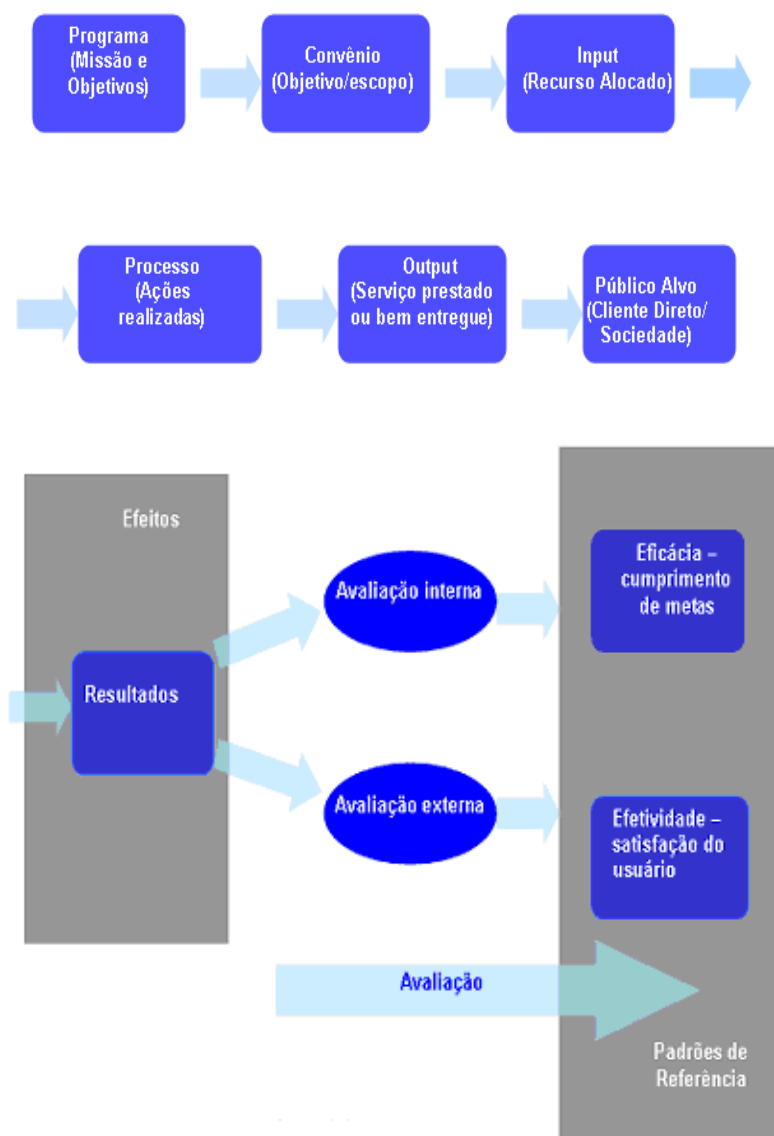 Programa
(Missão e
Objetivos)
Convênio
(Objetivo/escopo)
Input
(Recurso Alocado)
Processo
(Ações
realizadas)
Output
(Serviço prestado
ou bem entregue)
Público Alvo
(Cliente Direto/
Sociedade)
Efeitos
Resultados
Avaliação interna
Avaliação externa
Eficácia –
cumprimento
de metas
Efetividade –
satisfação do
usuário
Avaliação
Padrões de
Referência